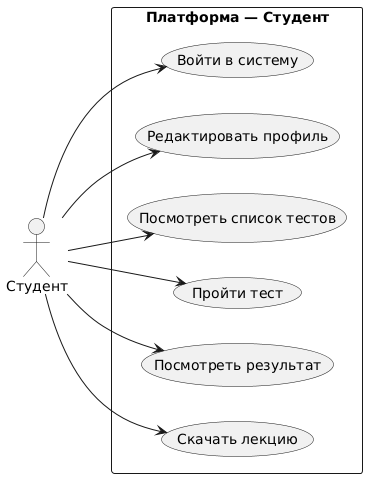 Платформа — Студент
Войти в систему
Редактировать профиль
Посмотреть список тестов
Пройти тест
Студент
Посмотреть результат
Скачать лекцию